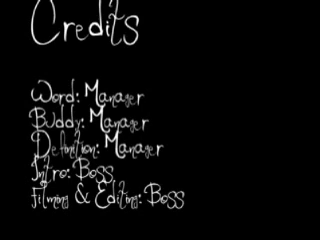 Credits
Word: Manager
Buddy: Manager
Definition: Manager
Intro: Boss
Filming & Editing: Boss